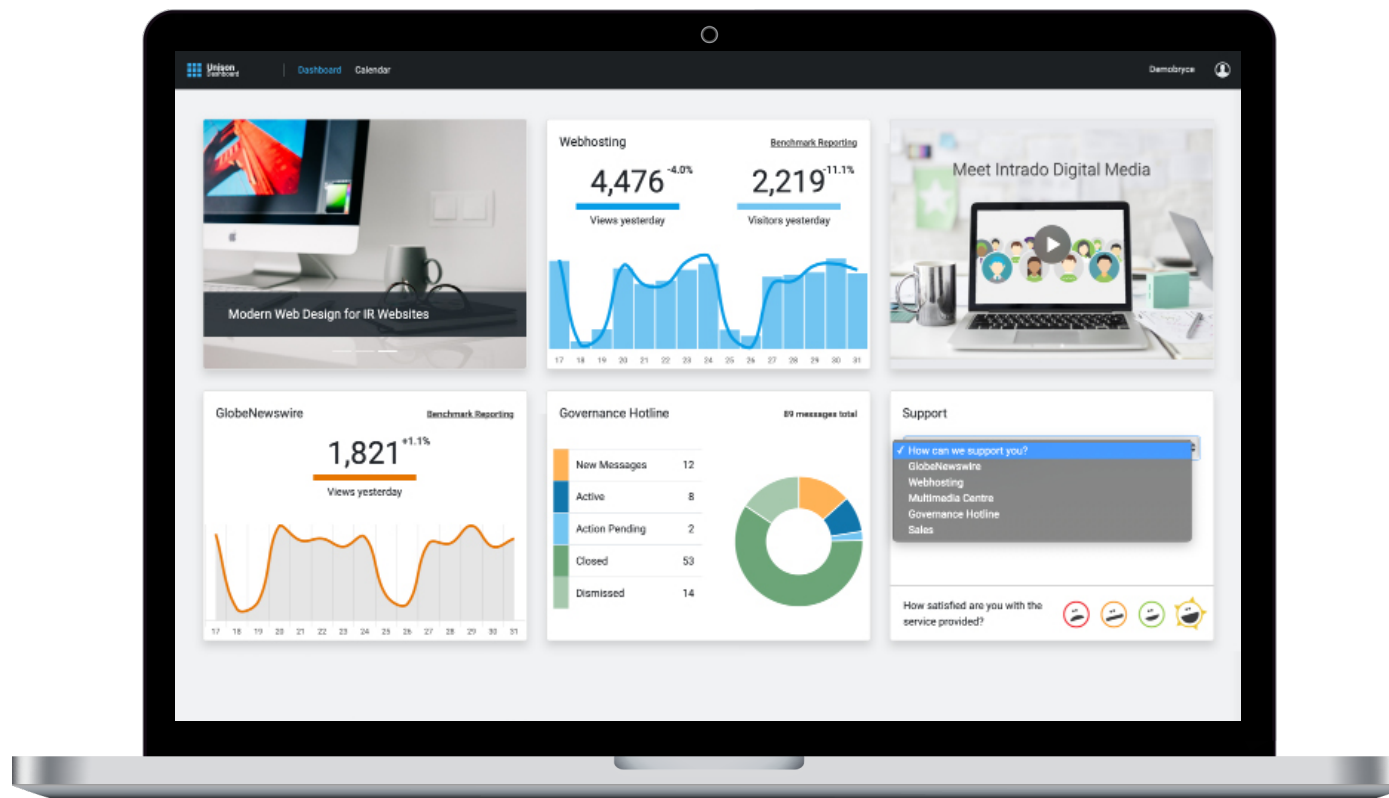 Unison
Dashboard
Dashboard
Calendar
Demobryce
Modern Web Design for IR Websites
Webhosting
Benchmark Reporting
4,476 -4.0%
2,219 -11.1%
Views yesterday
Visitors yesterday
17 18 19 20 21 22 23 24 25 26 27 28 29 30 31
Meet Intrado Digital Media
GlobeNewswire
Benchmark Reporting
1,821 +1.1%
Views yesterday
17 18 19 20 21 22 23 24 25 26 27 28 29 30 31
Governance Hotline
89 messages total
New Messages 12
Active 8
Action Pending 2
Closed 53
Dismissed 14
Support
✓ How can we support you?
GlobeNewswire
Webhosting
Multimedia Centre
Governance Hotline
Sales
How satisfied are you with the
service provided?